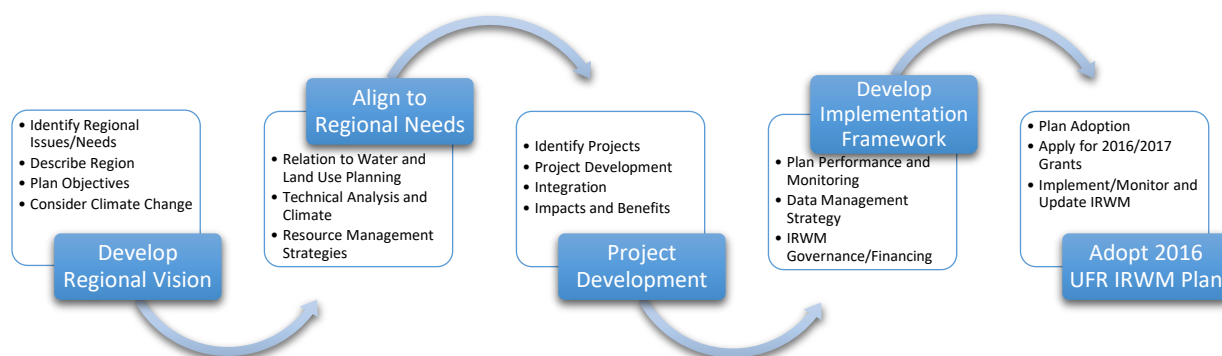 • Identify Regional
Issues/Needs
• Describe Region
• Plan Objectives
• Consider Climate Change
Develop
Regional Vision
Align to
Regional Needs
• Relation to Water and
Land Use Planning
• Technical Analysis and
Climate
• Resource Management
Strategies
• Identify Projects
• Project Development
• Integration
• Impacts and Benefits
Project
Development
Develop
Implementation
Framework
• Plan Performance and
Monitoring
• Data Management
Strategy
• IRWM
Governance/Financing
• Plan Adoption
• Apply for 2016/2017
Grants
• Implement/Monitor and
Update IRWM
Adopt 2016
UFR IRWM Plan